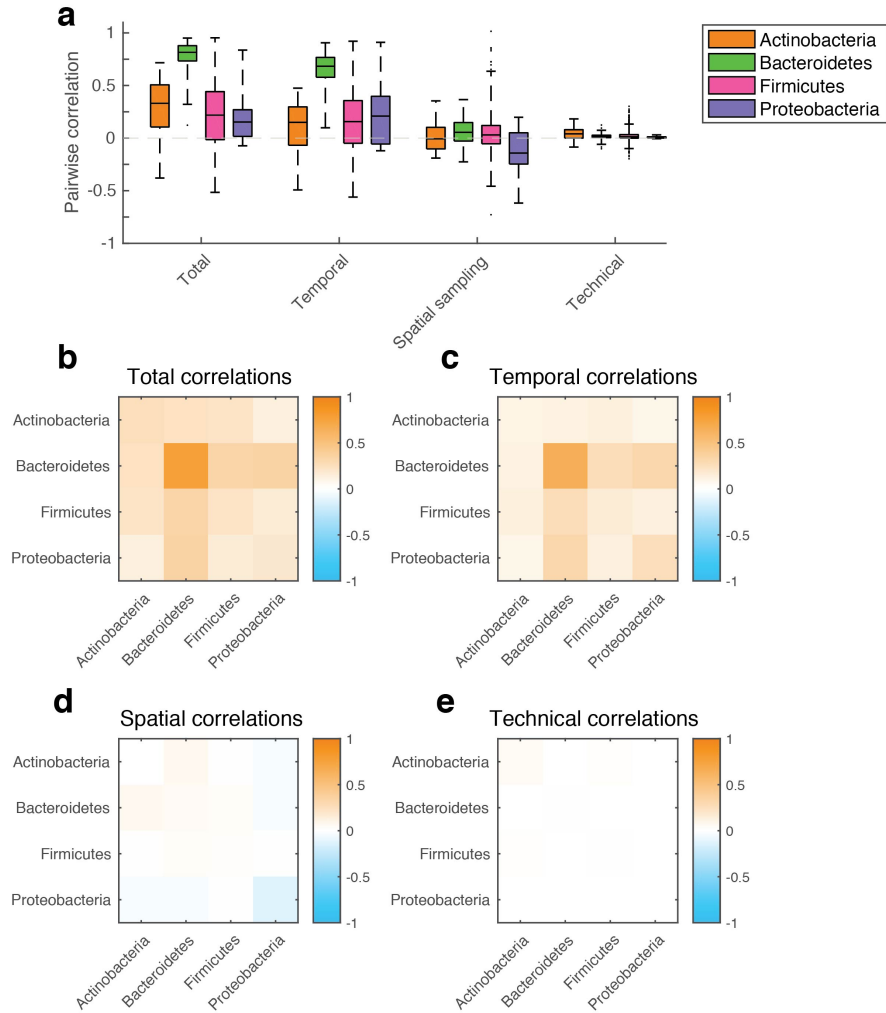 a
Pairwise correlation
1
0.5
0
-0.5
-1
Total
Temporal
Spatial sampling
Technical
Actinobacteria
Bacteroidetes
Firmicutes
Proteobacteria
b
Total correlations
Actinobacteria
Bacteroidetes
Firmicutes
Proteobacteria
Actinobacteria
Bacteroidetes
Firmicutes
Proteobacteria
1
0.5
0
-0.5
-1
c
Temporal correlations
Actinobacteria
Bacteroidetes
Firmicutes
Proteobacteria
Actinobacteria
Bacteroidetes
Firmicutes
Proteobacteria
1
0.5
0
-0.5
-1
d
Spatial correlations
Actinobacteria
Bacteroidetes
Firmicutes
Proteobacteria
Actinobacteria
Bacteroidetes
Firmicutes
Proteobacteria
1
0.5
0
-0.5
-1
e
Technical correlations
Actinobacteria
Bacteroidetes
Firmicutes
Proteobacteria
Actinobacteria
Bacteroidetes
Firmicutes
Proteobacteria
1
0.5
0
-0.5
-1